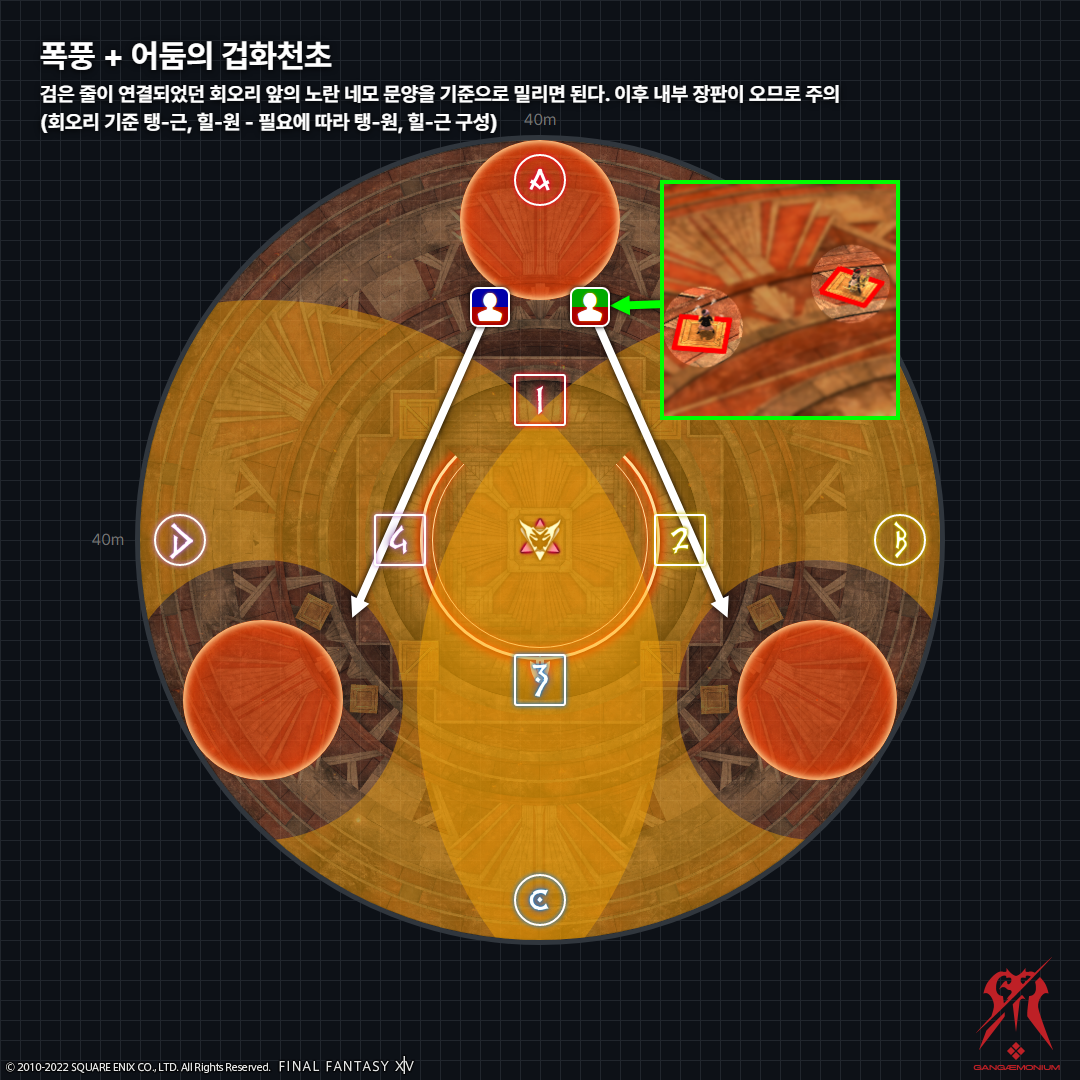 폭풍 + 어둠의 겁화천초
검은 줄이 연결되었던 회오리 앞의 노란 네모 문양을 기준으로 밀리면 된다. 이후 내부 장판이 오므로 주의
(회오리 기준 탱-근, 힐-원 - 필요에 따라 탱-원, 힐-근 구성)
40m
A
1
40m
D
4
2
B
3
C
© 2010-2022 SQUARE ENIX CO., LTD. All Rights Reserved. FINAL FANTASY XIV
GANGÆMONIUM